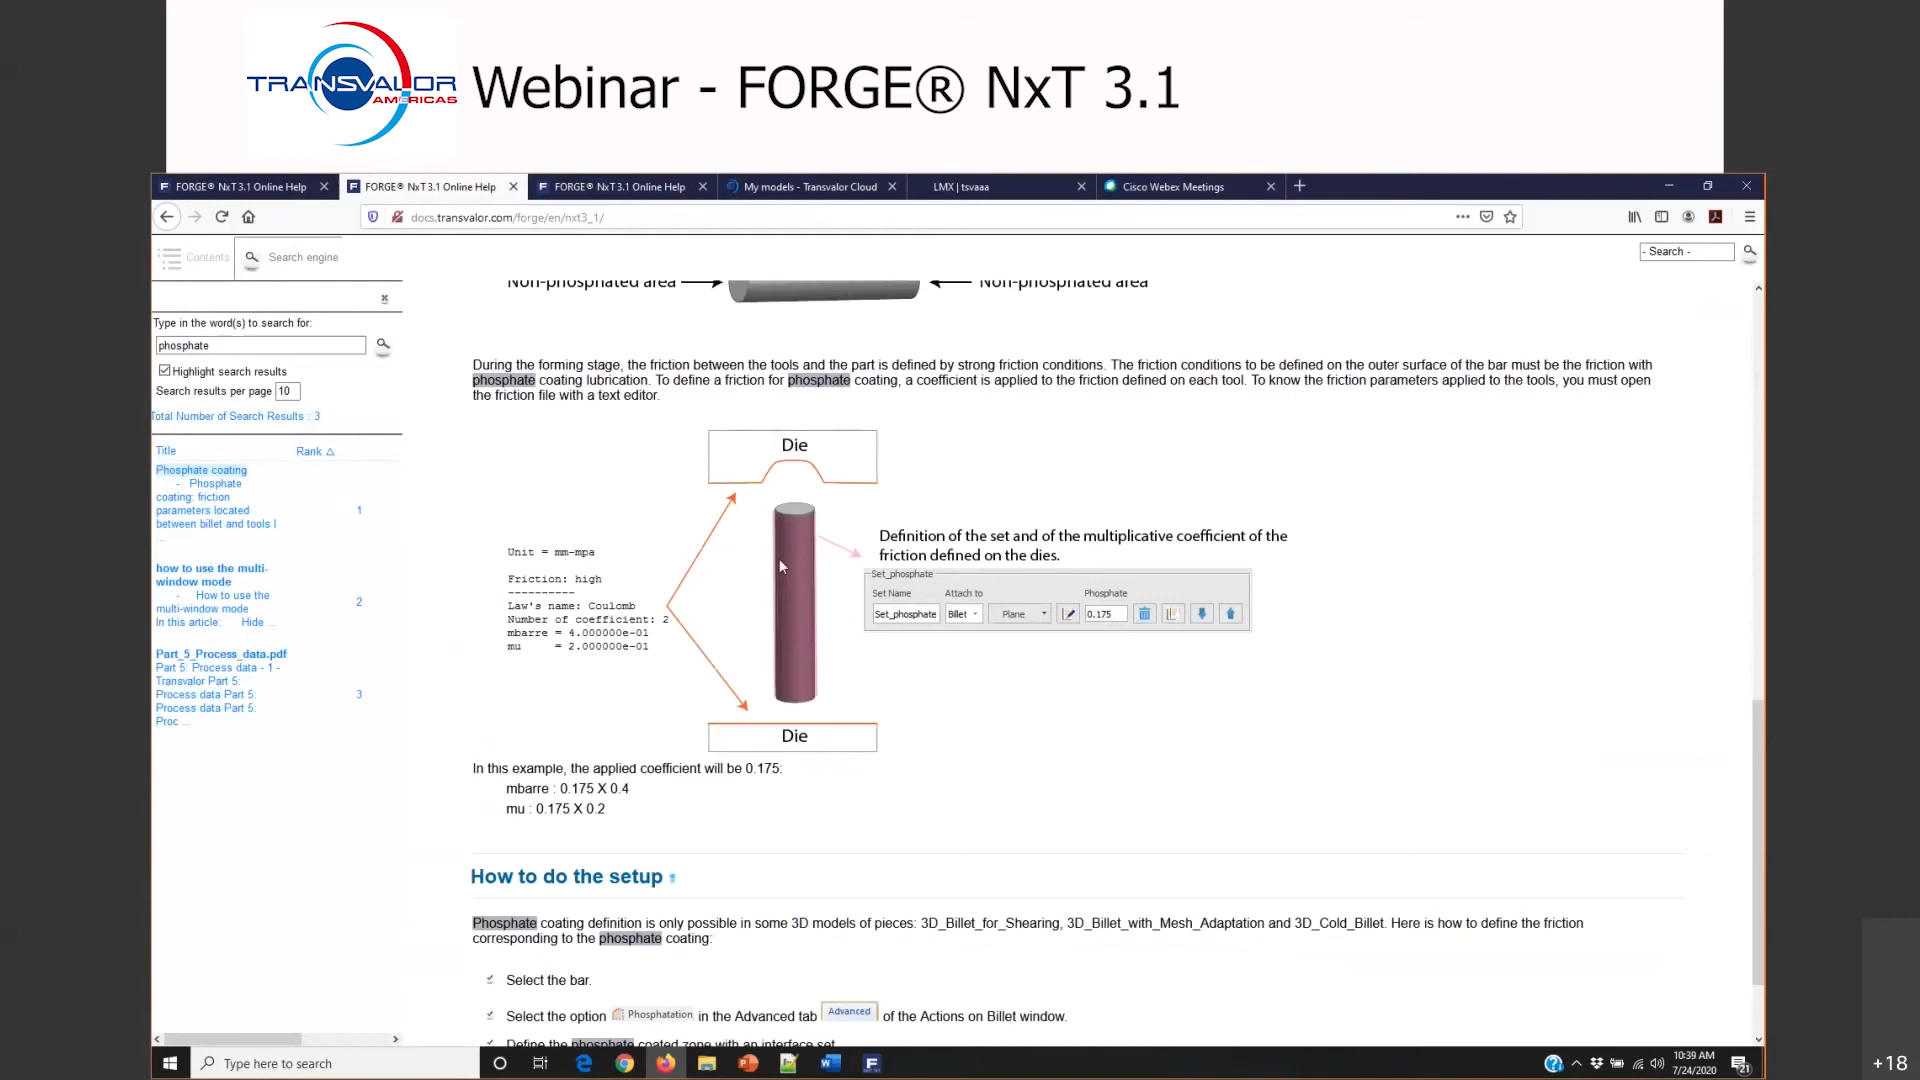 TRANSVALOR
AMERICAS
Webinar - FORGE® NxT 3.1
FORGE® NxT 3.1 Online Help
FORGE® NxT 3.1 Online Help
FORGE® NxT 3.1 Online Help
My models - Transvalor Cloud
LMX | tsvaaa
Cisco Webex Meetings
docs.transvalor.com/forge/en/nxt3_1/
Contents
Search engine
- Search -
Type in the word(s) to search for:
phosphate
Highlight search results
Search results per page 10
Total Number of Search Results : 3
Title Rank
Phosphate coating
- Phosphate
coating: friction
parameters located
between billet and tools I
...
1
how to use the multi-
window mode
- How to use the
multi-window mode
In this article: Hide ...
2
Part_5_Process_data.pdf
Part 5: Process data - 1 -
Transvalor Part 5:
Process data Part 5:
Process data Part 5:
Proc ...
3
Non-phosphated area
Non-phosphated area
During the forming stage, the friction between the tools and the part is defined by strong friction conditions. The friction conditions to be defined on the outer surface of the bar must be the friction with
phosphate coating lubrication. To define a friction for phosphate coating, a coefficient is applied to the friction defined on each tool. To know the friction parameters applied to the tools, you must open
the friction file with a text editor.
Die
Unit = mm-mpa
Friction: high
----------
Law's name: Coulomb
Number of coefficient: 2
mbarre = 4.000000e-01
mu = 2.000000e-01
Definition of the set and of the multiplicative coefficient of the
friction defined on the dies.
Set_phosphate
Set Name Attach to Phosphate
Set_phosphate Billet Plane 0.175
Die
In this example, the applied coefficient will be 0.175:
mbarre : 0.175 X 0.4
mu : 0.175 X 0.2
How to do the setup
Phosphate coating definition is only possible in some 3D models of pieces: 3D_Billet_for_Shearing, 3D_Billet_with_Mesh_Adaptation and 3D_Cold_Billet. Here is how to define the friction
corresponding to the phosphate coating:
Select the bar.
Select the option Phosphatation in the Advanced tab Advanced of the Actions on Billet window.
Define the phosphate coated zone with an interface set.
Type here to search
10:39 AM
7/24/2020
21
+18